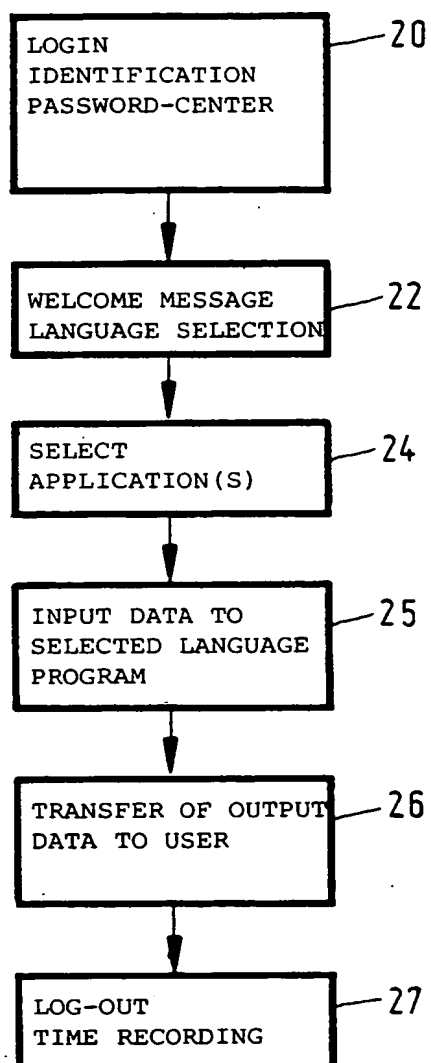 LOGIN
IDENTIFICATION
PASSWORD-CENTER
20
WELCOME MESSAGE
LANGUAGE SELECTION
22
SELECT
APPLICATION(S)
24
INPUT DATA TO
SELECTED LANGUAGE
PROGRAM
25
TRANSFER OF OUTPUT
DATA TO USER
26
LOG-OUT
TIME RECORDING
27